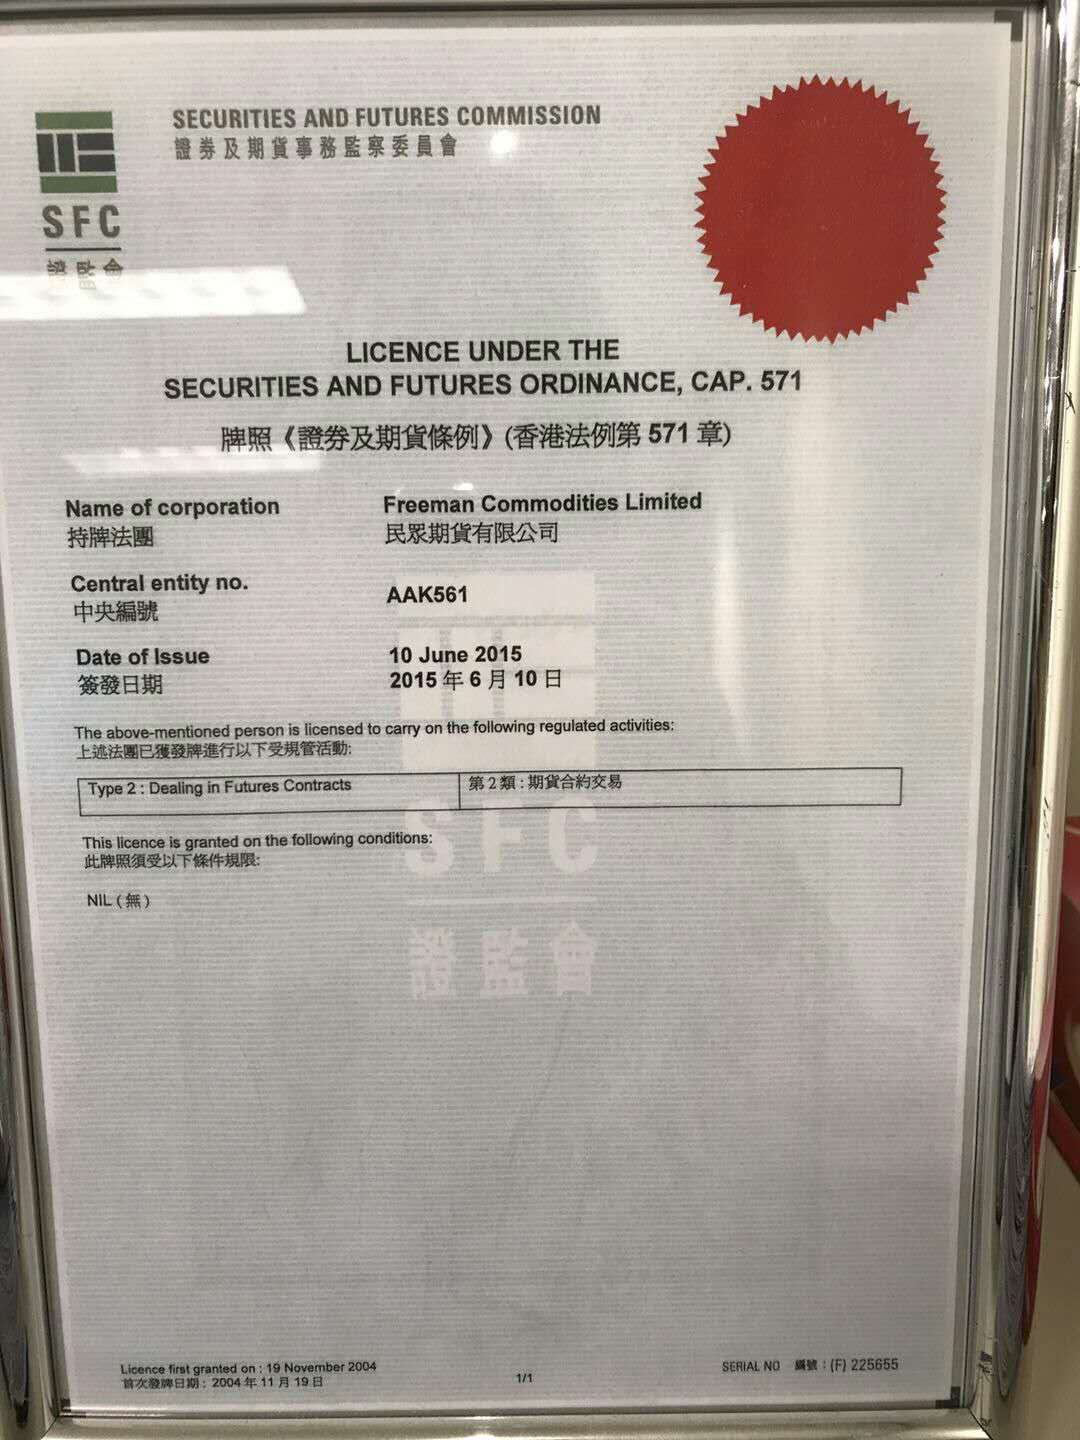 SECURITIES AND FUTURES COMMISSION
證券及期貨事務監察委員會
SFC
證監會
LICENCE UNDER THE
SECURITIES AND FUTURES ORDINANCE, CAP. 571
牌照《證券及期貨條例》(香港法例第 571 章)
Name of corporation Freeman Commodities Limited
持牌法團 民眾期貨有限公司
Central entity no. AAK561
中央編號
Date of Issue 10 June 2015
簽發日期 2015 年 6 月 10 日
The above-mentioned person is licensed to carry on the following regulated activities:
上述法團已獲發牌進行以下受規管活動:
Type 2 : Dealing in Futures Contracts 第 2 類 : 期貨合約交易
This licence is granted on the following conditions:
此牌照須受以下條件規限:
NIL ( 無 )
SFC
證監會
Licence first granted on : 19 November 2004
首次發牌日期 : 2004 年 11 月 19 日
1/1
SERIAL NO 編號 : (F) 225655